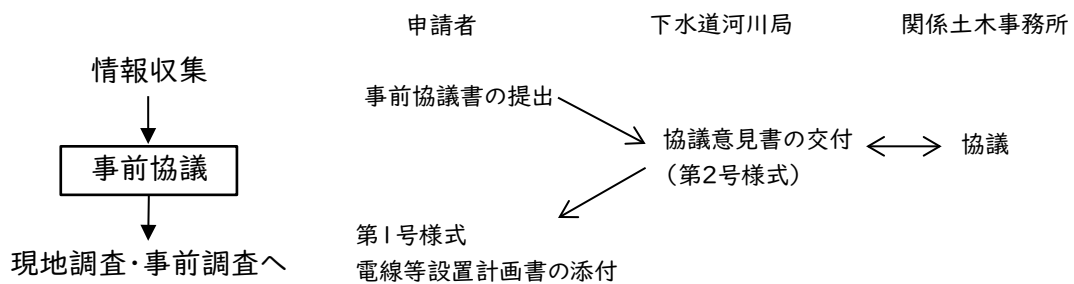 申請者
下水道河川局
関係土木事務所
情報収集
事前協議
現地調査・事前調査へ
事前協議書の提出
協議意見書の交付
（第2号様式）
協議
第1号様式
電線等設置計画書の添付